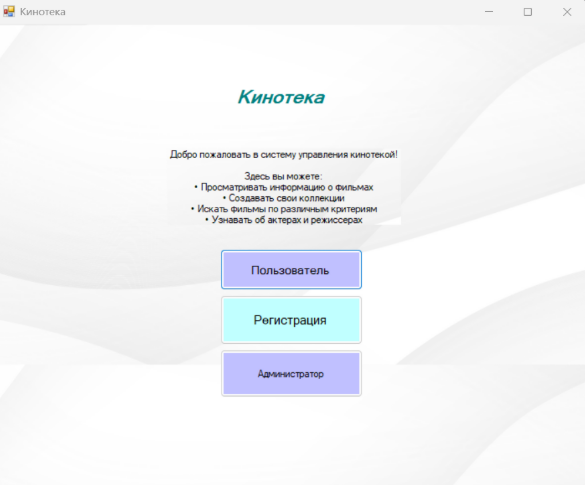 Кинотека
Кинотека
Добро пожаловать в систему управления кинотекой!
Здесь вы можете:
• Просматривать информацию о фильмах
• Создавать свои коллекции
• Искать фильмы по различным критериям
• Узнавать об актерах и режиссерах
Пользователь
Регистрация
Администратор